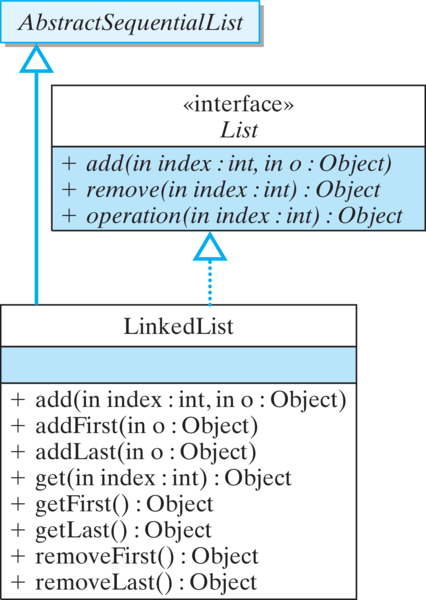 AbstractSequentialList
«interface»
List
+ add(in index : int, in o : Object)
+ remove(in index : int) : Object
+ operation(in index : int) : Object
LinkedList
+ add(in index : int, in o : Object)
+ addFirst(in o : Object)
+ addLast(in o : Object)
+ get(in index : int) : Object
+ getFirst() : Object
+ getLast() : Object
+ removeFirst() : Object
+ removeLast() : Object